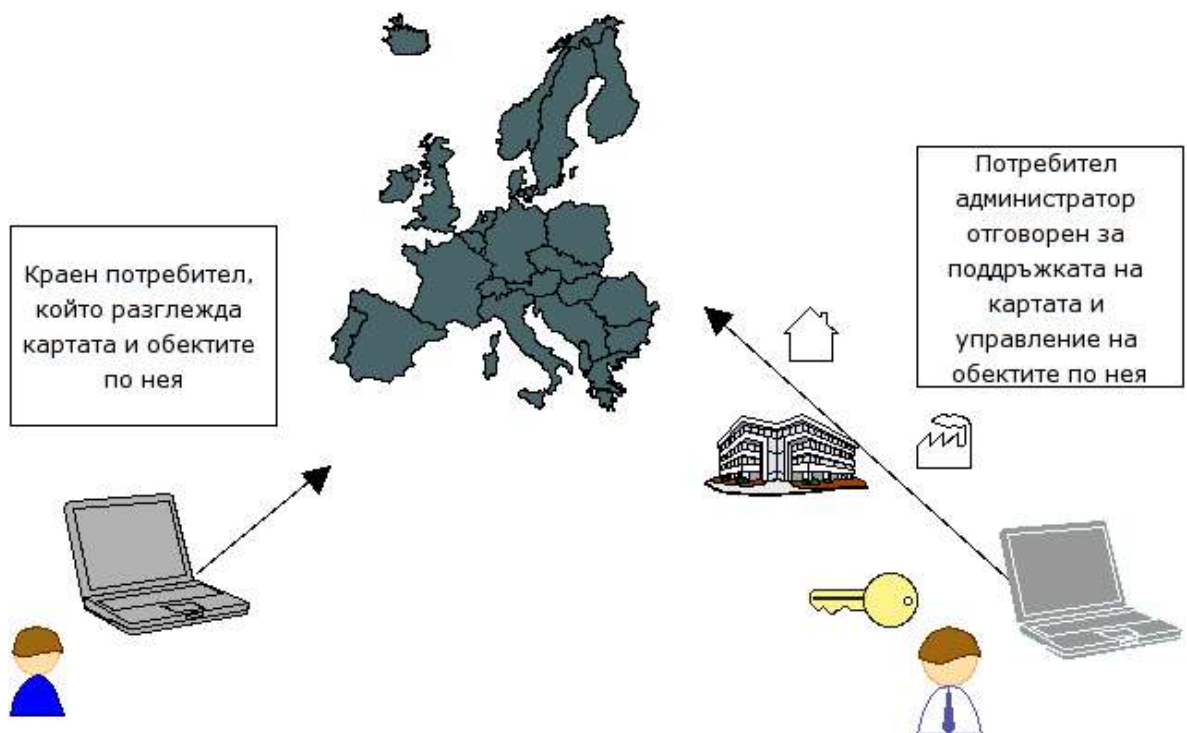 Краен потребител,
който разглежда
картата и обектите
по нея
Потребител
администратор
отговорен за
поддръжката на
картата и
управление на
обектите по нея